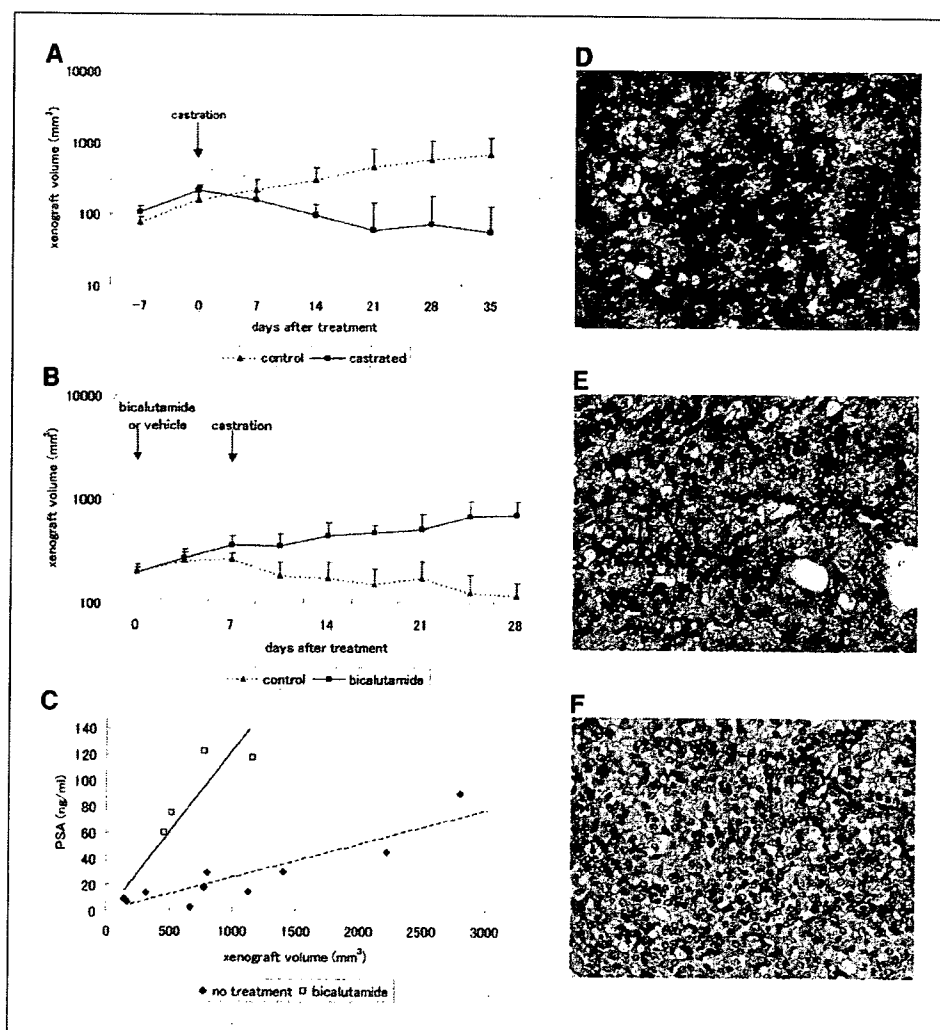 A
10000
1000
100
10
xenograft volume (mm³)
castration
-7 0 7 14 21 28 35
days after treatment
control castrated
B
10000
1000
100
xenograft volume (mm³)
bicalutamide
or vehicle
castration
0 7 14 21 28
days after treatment
control bicalutamide
C
140
120
100
80
60
40
20
0
PSA (ng/ml)
0 500 1000 1500 2000 2500 3000
xenograft volume (mm³)
no treatment bicalutamide
D
E
F